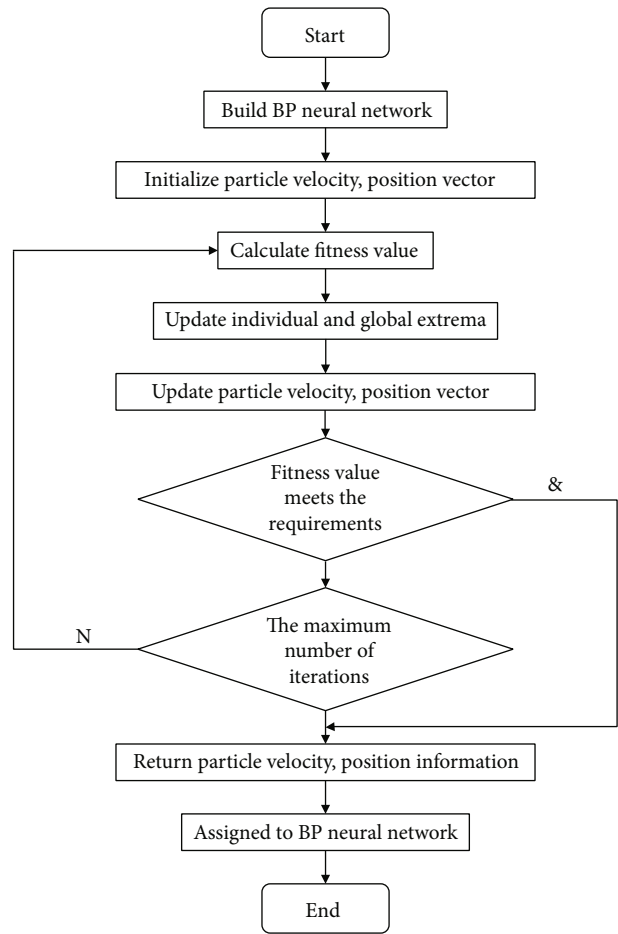 Start
Build BP neural network
Initialize particle velocity, position vector
Calculate fitness value
Update individual and global extrema
Update particle velocity, position vector
Fitness value
meets the
requirements
&
The maximum
number of
iterations
N
Return particle velocity, position information
Assigned to BP neural network
End